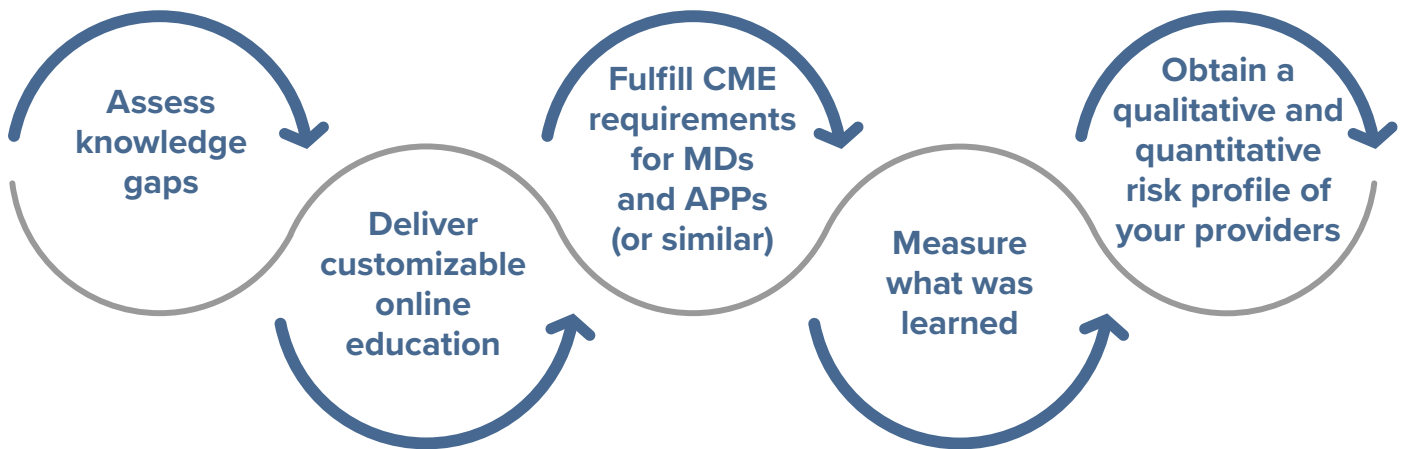 Assess
knowledge
gaps
Deliver
customizable
online
education
Fulfill CME
requirements
for MDs
and APPs
(or similar)
Measure
what was
learned
Obtain a
qualitative and
quantitative
risk profile of
your providers